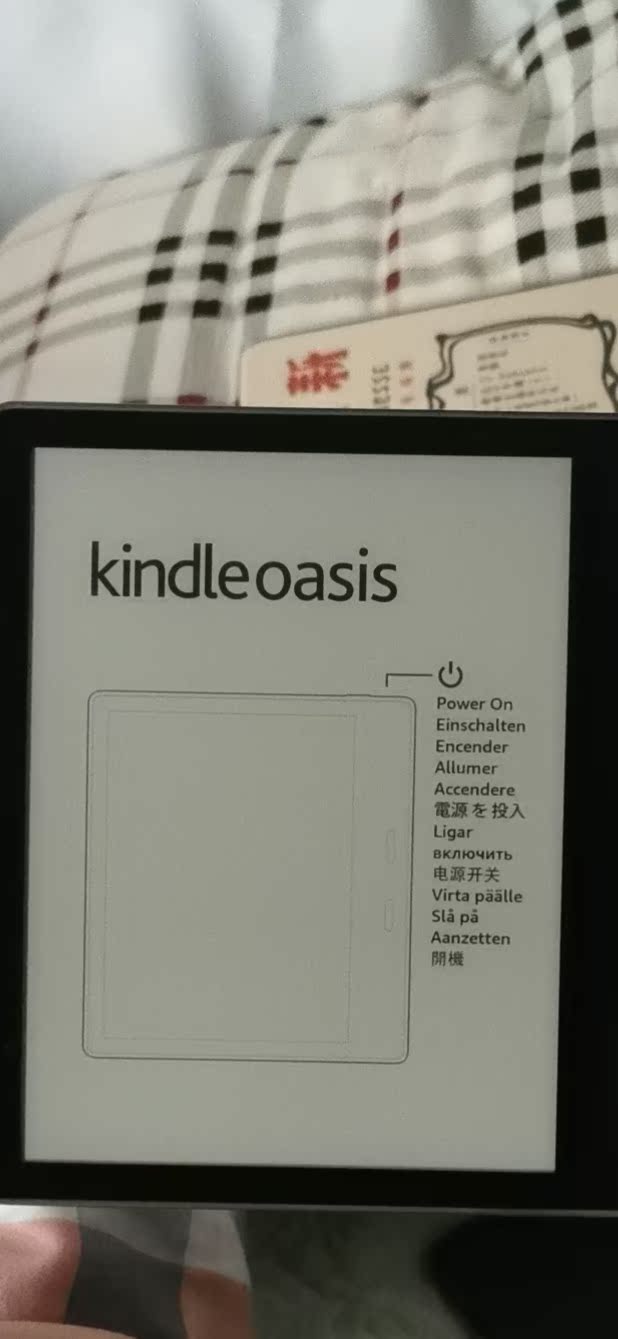 kindleoasis
Power On
Einschalten
Encender
Allumer
Accendere
電源を投入
Ligar
включить
电源开关
Virta päälle
Slå på
Aanzetten
開機